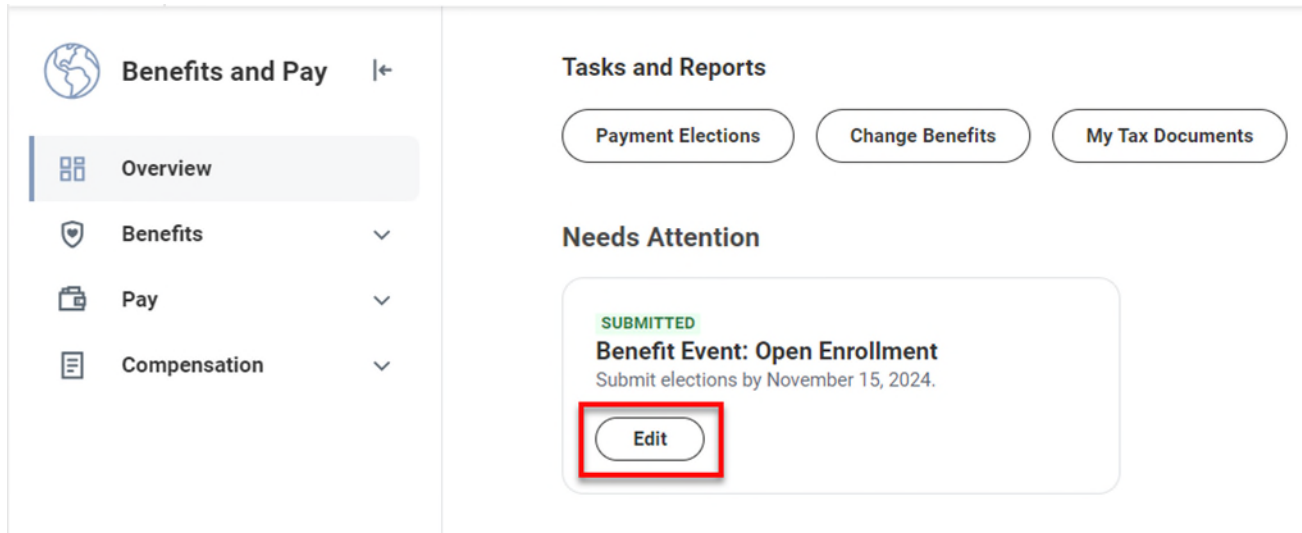 Benefits and Pay
Overview
Benefits
Pay
Compensation
Tasks and Reports
Payment Elections
Change Benefits
My Tax Documents
Needs Attention
SUBMITTED
Benefit Event: Open Enrollment
Submit elections by November 15, 2024.
Edit